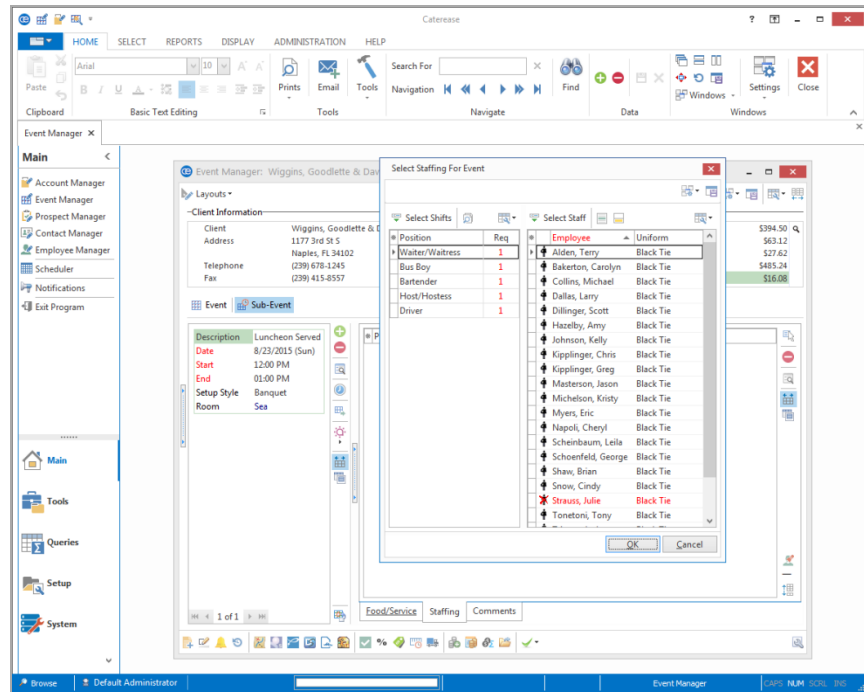 Caterease
HOME SELECT REPORTS DISPLAY ADMINISTRATION HELP
Paste
Arial 10
B I U A
Clipboard Basic Text Editing
Prints Email Tools
Tools
Search For
Navigation
Find
Navigate
Data
Windows
Settings Close
Windows
Event Manager
Main
Account Manager
Event Manager
Prospect Manager
Contact Manager
Employee Manager
Scheduler
Notifications
Exit Program
Main
Tools
Queries
Setup
System
Event Manager: Wiggins, Goodlette & Dav
Layouts
Client Information
Client Wiggins, Goodlette & D
Address 1177 3rd St S
Naples, FL 34102
Telephone (239) 678-1245
Fax (239) 415-8557
$394.50
$63.12
$27.62
$485.24
$16.08
Event Sub-Event
Description Luncheon Served
Date 8/23/2015 (Sun)
Start 12:00 PM
End 01:00 PM
Setup Style Banquet
Room Sea
1 of 1
P
Food/Service Staffing Comments
Select Staffing For Event
Select Shifts
Position Req
Waiter/Waitress 1
Bus Boy 1
Bartender 1
Host/Hostess 1
Driver 1
Select Staff
Employee Uniform
Alden, Terry Black Tie
Bakerton, Carolyn Black Tie
Collins, Michael Black Tie
Dallas, Larry Black Tie
Dillinger, Scott Black Tie
Hazelby, Amy Black Tie
Johnson, Kelly Black Tie
Kipplinger, Chris Black Tie
Kipplinger, Greg Black Tie
Masterson, Jason Black Tie
Michelson, Kristy Black Tie
Myers, Eric Black Tie
Napoli, Cheryl Black Tie
Scheinbaum, Leila Black Tie
Schoenfeld, George Black Tie
Shaw, Brian Black Tie
Snow, Cindy Black Tie
Strauss, Julie Black Tie
Tonetoni, Tony Black Tie
OK Cancel
Browse Default Administrator Event Manager CAPS NUM SCRL INS